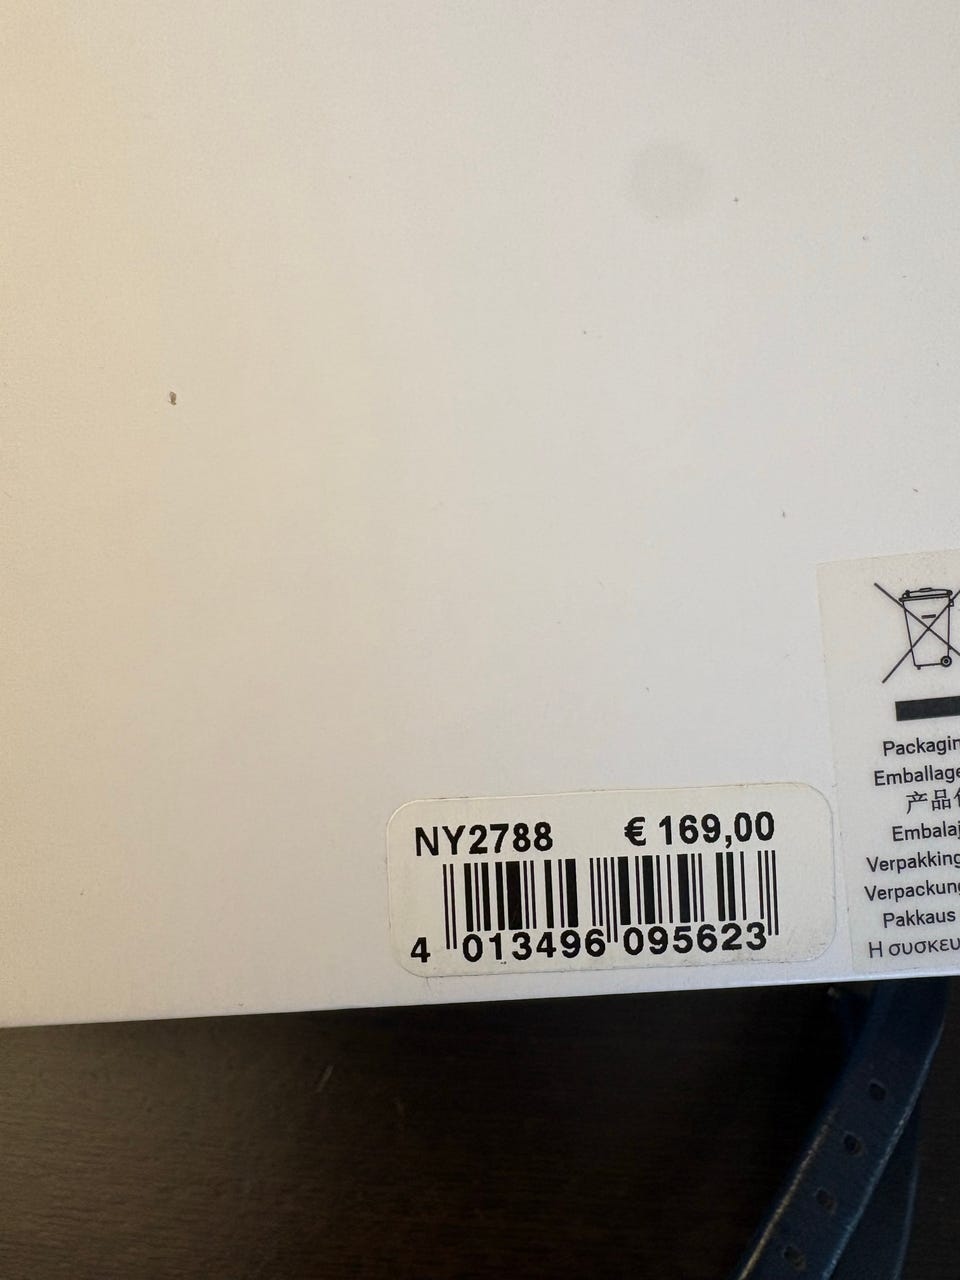 NY2788 € 169,00
4 013496 095623
Packagin
Emballage
产品
Embalaj
Verpakking
Verpackung
Pakkaus
Η συσκευ